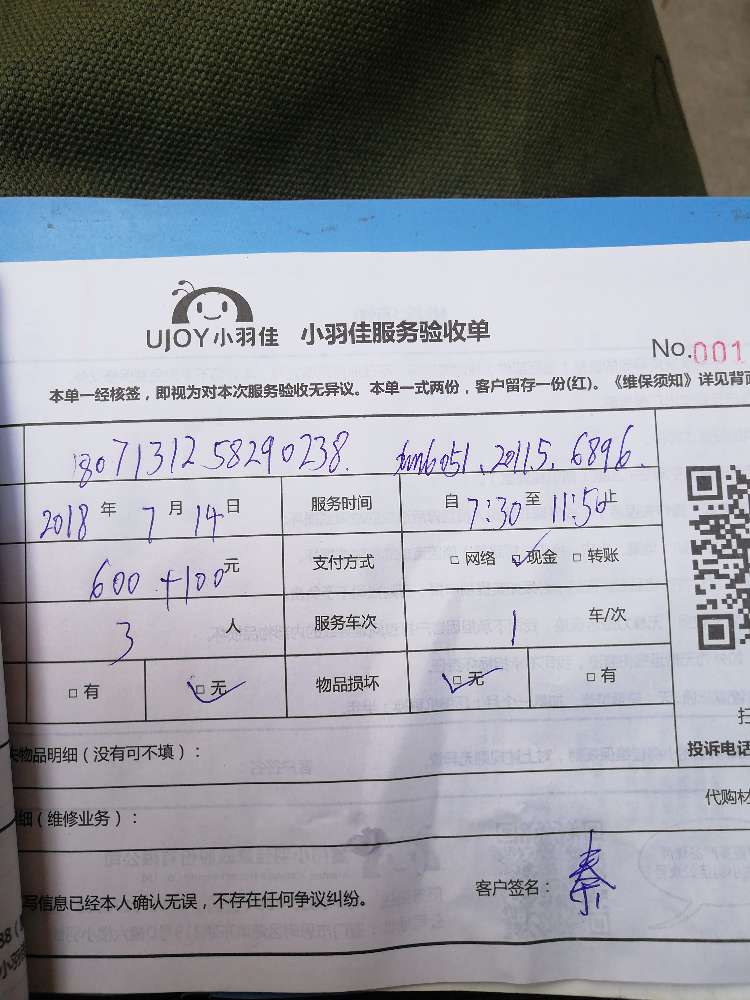 UJOY小羽佳 小羽佳服务验收单
No.001
本单一经核签，即视为对本次服务验收无异议。本单一式两份，客户留存一份(红)。《维保须知》详见背面
1807131258290238. 6051、20115、6896.
2018年7月14日 服务时间 自7:30至11:50止
600+100元 支付方式 □网络 □现金 □转账
3人 服务车次 1车/次
□有 □无 物品损坏 □无 □有
物品明细（没有可不填）：
投诉电话
代购材
细（维修业务）：
写信息已经本人确认无误，不存在任何争议纠纷。
客户签名：秦